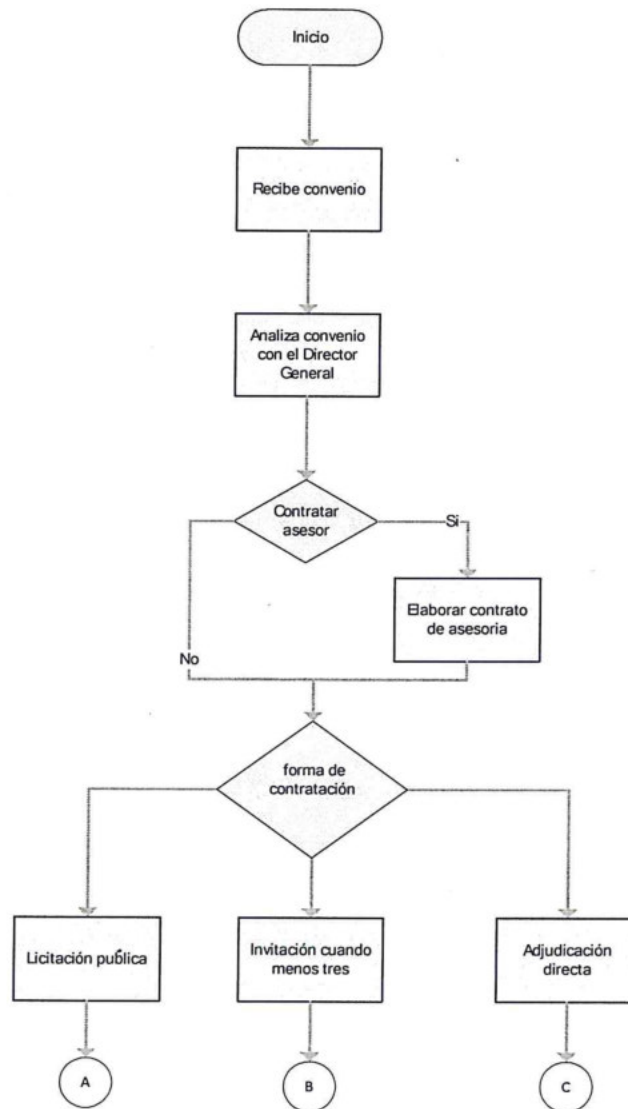 Inicio
Recibe convenio
Analiza convenio
con el Director
General
Contratar
asesor
Si
Elaborar contrato
de asesoria
No
forma de
contratación
Licitación publica
Invitación cuando
menos tres
Adjudicación
directa
A
B
C